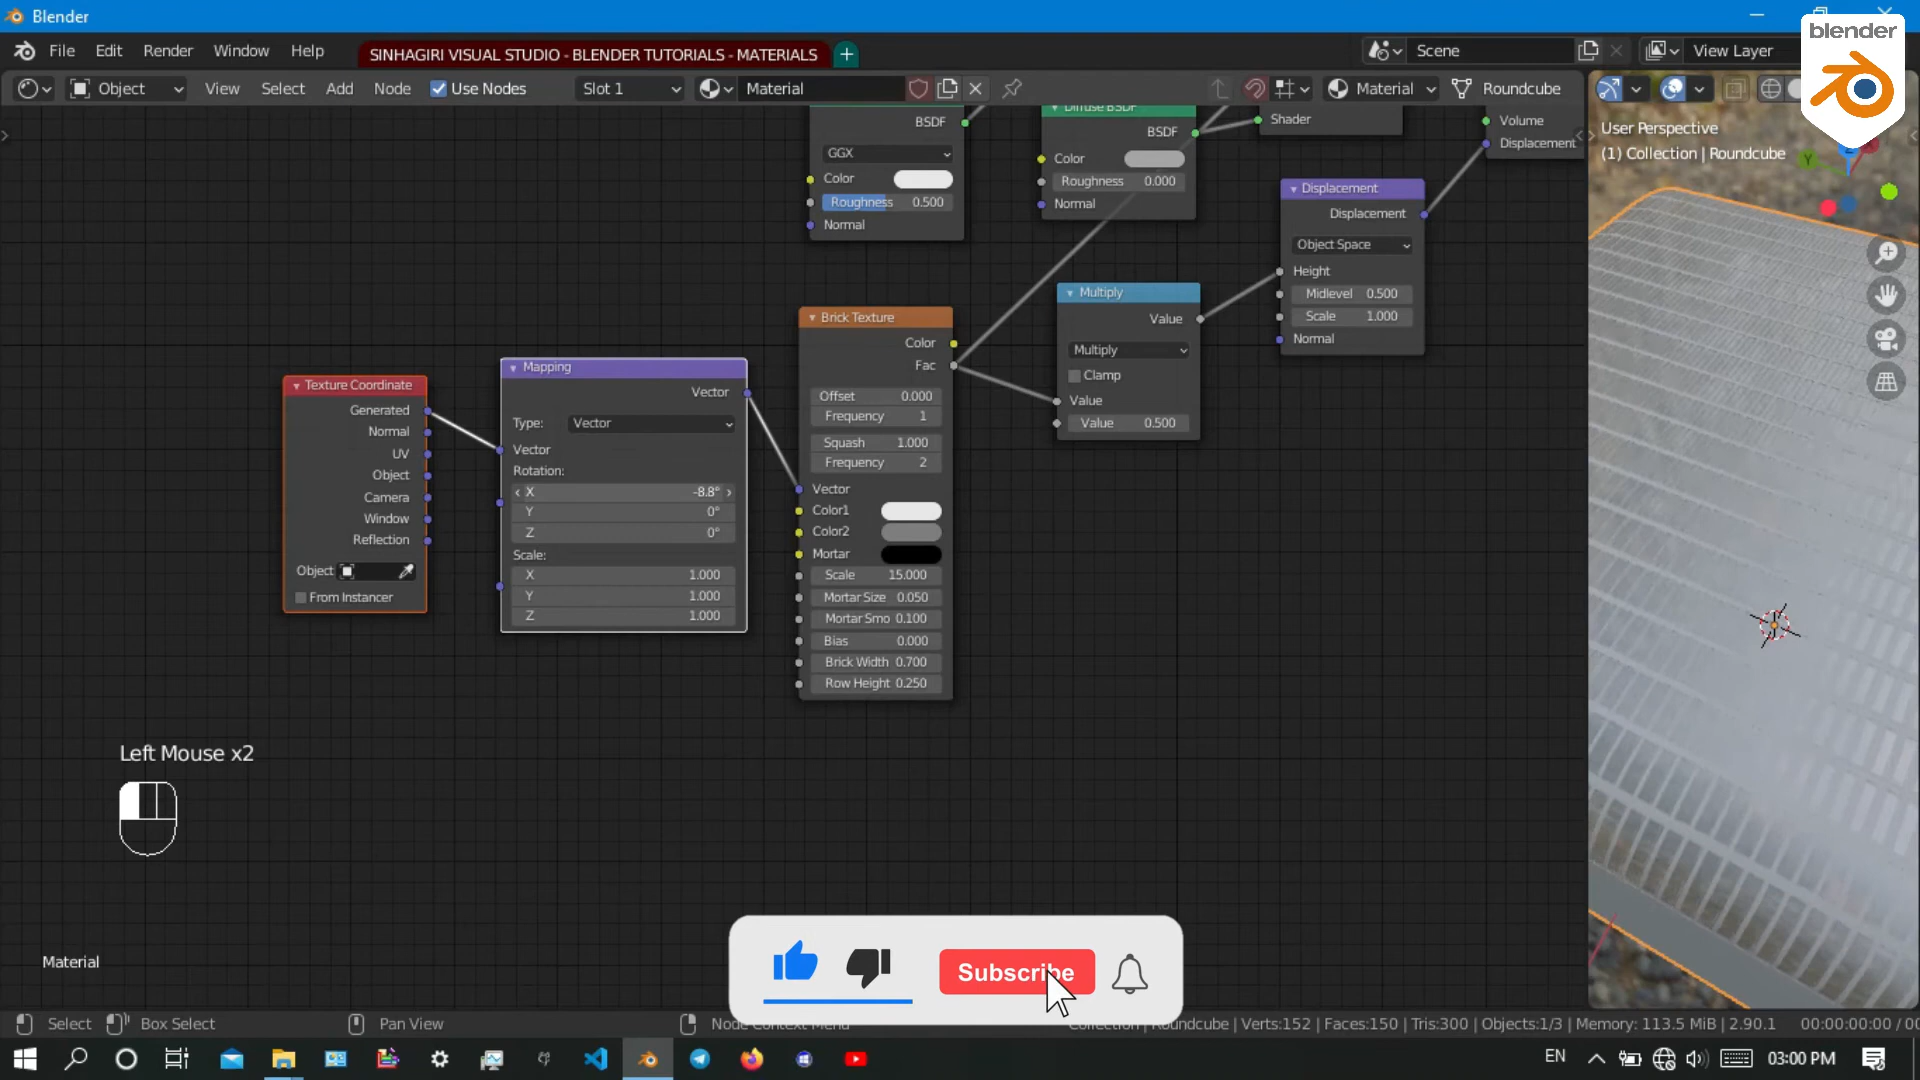 Blender
File Edit Render Window Help
SINHAGIRI VISUAL STUDIO - BLENDER TUTORIALS - MATERIALS
Scene
View Layer
blender
Object
View Select Add Node
Use Nodes
Slot 1
Material
Material
Roundcube
User Perspective
(1) Collection | Roundcube
BSDF
GGX
Color
Roughness 0.500
Normal
Diffuse BSDF
BSDF
Color
Roughness 0.000
Normal
Shader
Volume
Displacement
Displacement
Displacement
Object Space
Height
Midlevel 0.500
Scale 1.000
Normal
Multiply
Value
Multiply
Clamp
Value
Value 0.500
Brick Texture
Color
Fac
Offset 0.000
Frequency 1
Squash 1.000
Frequency 2
Vector
Color1
Color2
Mortar
Scale 15.000
Mortar Size 0.050
Mortar Smo 0.100
Bias 0.000
Brick Width 0.700
Row Height 0.250
Mapping
Vector
Type: Vector
Vector
Rotation:
X -8.8°
Y 0°
Z 0°
Scale:
X 1.000
Y 1.000
Z 1.000
Texture Coordinate
Generated
Normal
UV
Object
Camera
Window
Reflection
Object
From Instancer
Left Mouse x2
Material
Subscribe
Select
Box Select
Pan View
Node Context Menu
Collection | Roundcube | Verts:152 | Faces:150 | Tris:300 | Objects:1/3 | Memory: 113.5 MiB | 2.90.1
00:00:00:00 / 00
EN
03:00 PM
Y